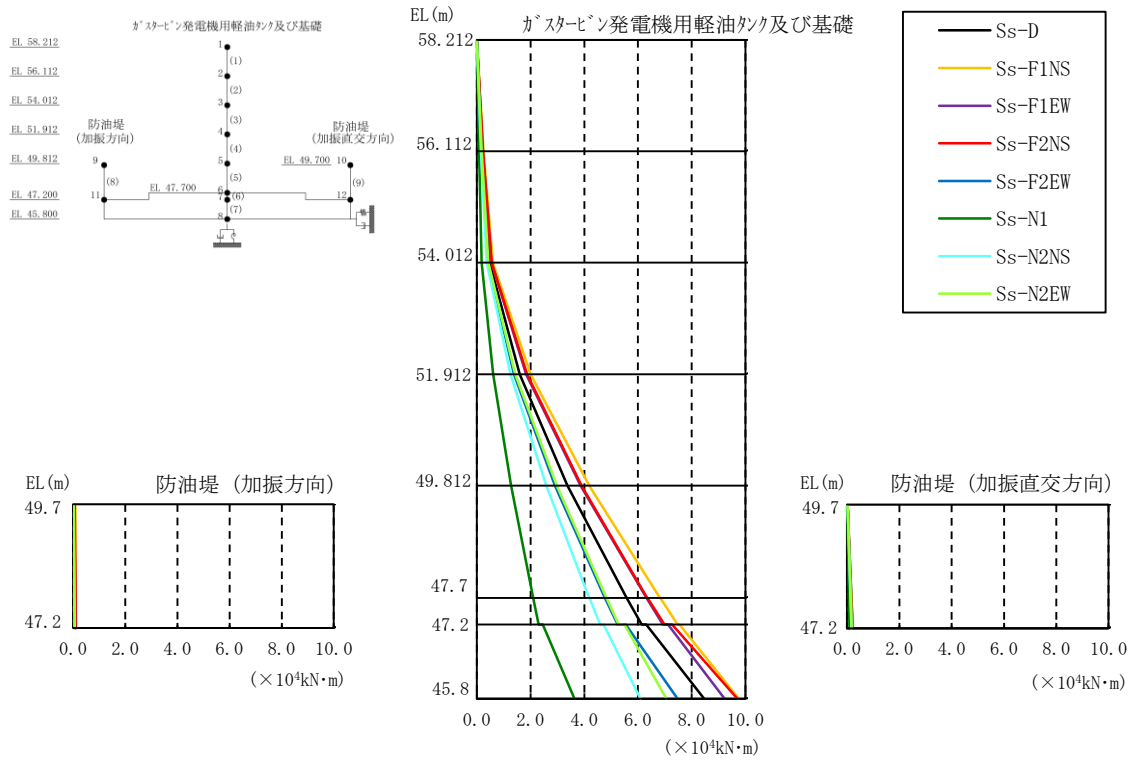 ｶﾞｽﾀｰﾋﾞﾝ発電機用軽油ﾀﾝｸ及び基礎
EL 58.212
EL 56.112
EL 54.012
EL 51.912
EL 49.812
EL 47.200
EL 45.800
防油堤
(加振方向)
防油堤
(加振直交方向)
EL 47.700
EL 49.700
1
(1)
2
(2)
3
(3)
4
(4)
5
(5)
6
(6)
7
(7)
8
9
(8)
11
10
(9)
12
EL(m)
ｶﾞｽﾀｰﾋﾞﾝ発電機用軽油ﾀﾝｸ及び基礎
58.212
56.112
54.012
51.912
49.812
47.7
47.2
45.8
0.0 2.0 4.0 6.0 8.0 10.0
(×10⁴kN･m)
Ss-D
Ss-F1NS
Ss-F1EW
Ss-F2NS
Ss-F2EW
Ss-N1
Ss-N2NS
Ss-N2EW
EL(m)
防油堤 (加振方向)
49.7
47.2
0.0 2.0 4.0 6.0 8.0 10.0
(×10⁴kN･m)
EL(m)
防油堤 (加振直交方向)
49.7
47.2
0.0 2.0 4.0 6.0 8.0 10.0
(×10⁴kN･m)